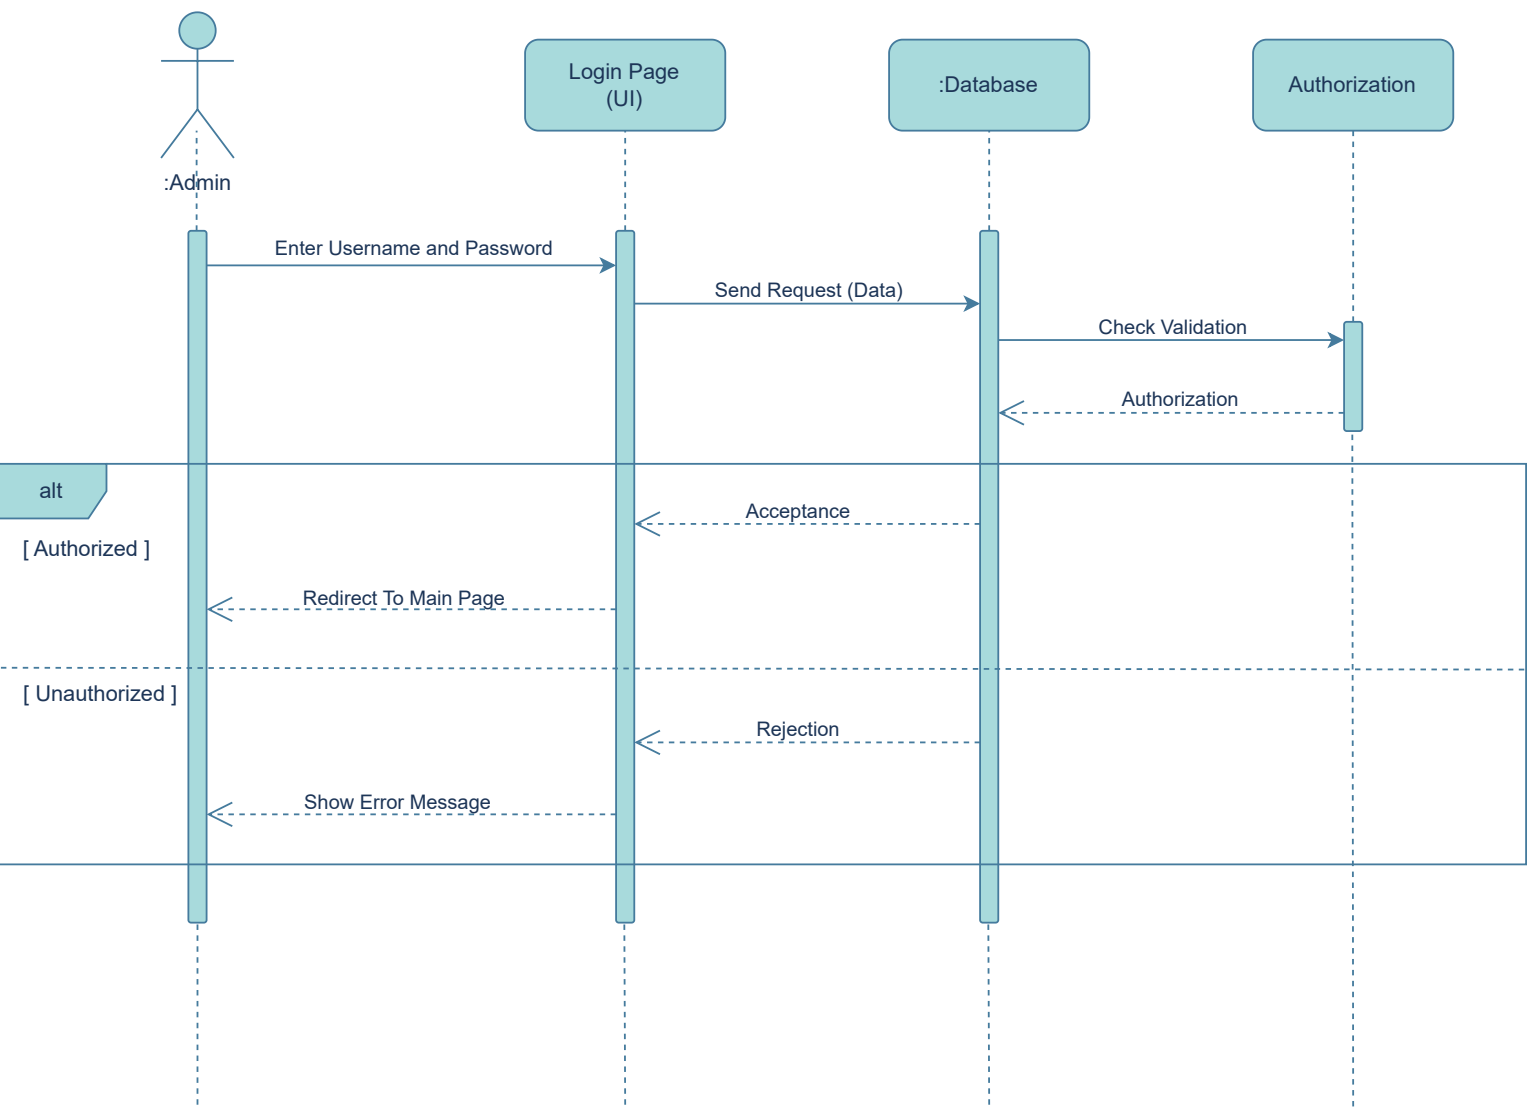 Login Page
(UI)
:Database
Authorization
:Admin
Enter Username and Password
Send Request (Data)
Check Validation
Authorization
alt
Acceptance
[ Authorized ]
Redirect To Main Page
[ Unauthorized ]
Rejection
Show Error Message